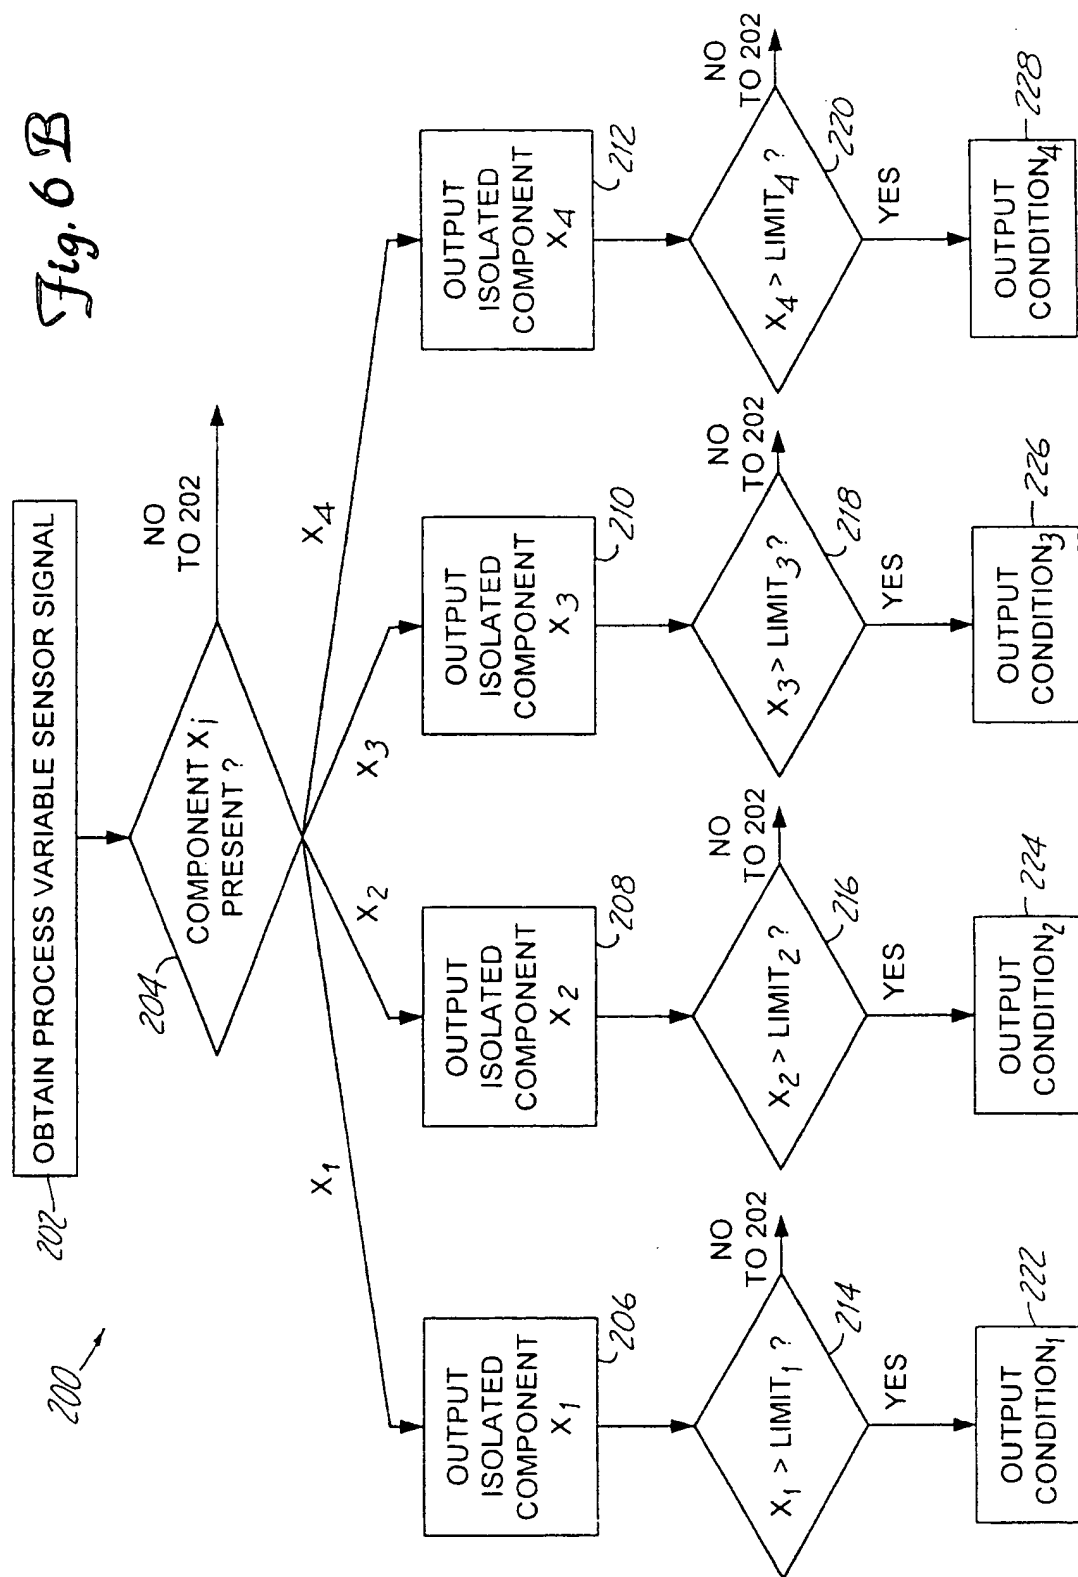 Fig. 6B
200
202
OBTAIN PROCESS VARIABLE SENSOR SIGNAL
204
COMPONENT Xj
PRESENT ?
NO
TO 202
X1
X2
X3
X4
OUTPUT
ISOLATED
COMPONENT
X1
206
OUTPUT
ISOLATED
COMPONENT
X2
208
OUTPUT
ISOLATED
COMPONENT
X3
210
OUTPUT
ISOLATED
COMPONENT
X4
212
X1 > LIMIT1 ?
214
NO
TO 202
YES
X2 > LIMIT2 ?
216
NO
TO 202
YES
X3 > LIMIT3 ?
218
NO
TO 202
YES
X4 > LIMIT4 ?
220
NO
TO 202
YES
OUTPUT
CONDITION1
222
OUTPUT
CONDITION2
224
OUTPUT
CONDITION3
226
OUTPUT
CONDITION4
228